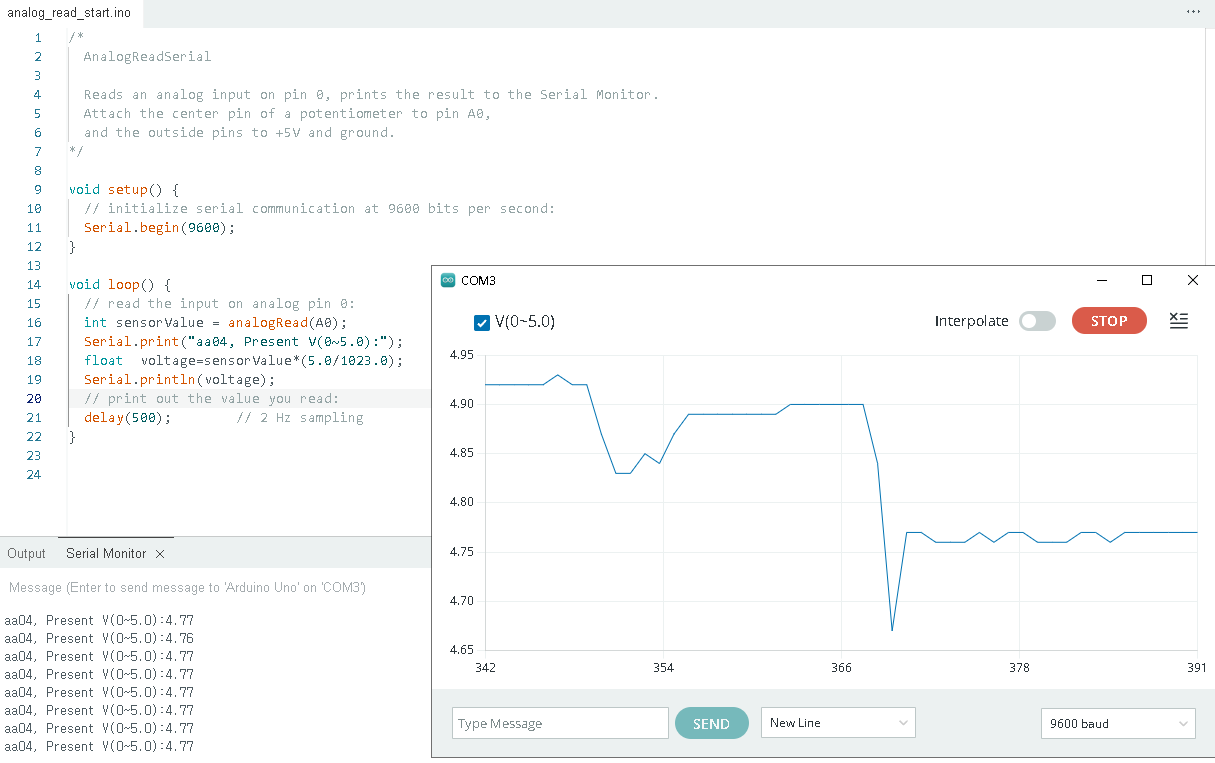 analog_read_start.ino
1 /*
2 AnalogReadSerial
3
4 Reads an analog input on pin 0, prints the result to the Serial Monitor.
5 Attach the center pin of a potentiometer to pin A0,
6 and the outside pins to +5V and ground.
7 */
8
9 void setup() {
10 // initialize serial communication at 9600 bits per second:
11 Serial.begin(9600);
12 }
13
14 void loop() {
15 // read the input on analog pin 0:
16 int sensorValue = analogRead(A0);
17 Serial.print("aa04, Present V(0~5.0):");
18 float  voltage=sensorValue*(5.0/1023.0);
19 Serial.println(voltage);
20 // print out the value you read:
21 delay(500);        // 2 Hz sampling
22 }
23
24
Output Serial Monitor
Message (Enter to send message to 'Arduino Uno' on 'COM3')
aa04, Present V(0~5.0):4.77
aa04, Present V(0~5.0):4.76
aa04, Present V(0~5.0):4.77
aa04, Present V(0~5.0):4.77
aa04, Present V(0~5.0):4.77
aa04, Present V(0~5.0):4.77
aa04, Present V(0~5.0):4.77
aa04, Present V(0~5.0):4.77
COM3
V(0~5.0) Interpolate STOP
4.95
4.90
4.85
4.80
4.75
4.70
4.65
342 354 366 378 391
Type Message SEND New Line 9600 baud